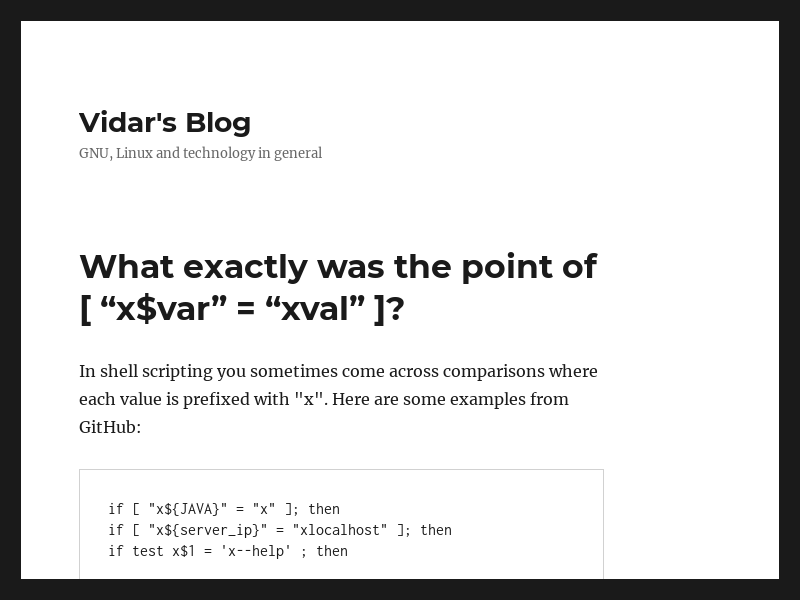 Vidar's Blog
GNU, Linux and technology in general
What exactly was the point of
[ “x$var” = “xval” ]?
In shell scripting you sometimes come across comparisons where
each value is prefixed with "x". Here are some examples from
GitHub:
if [ "x${JAVA}" = "x" ]; then
if [ "x${server_ip}" = "xlocalhost" ]; then
if test x$1 = 'x--help' ; then